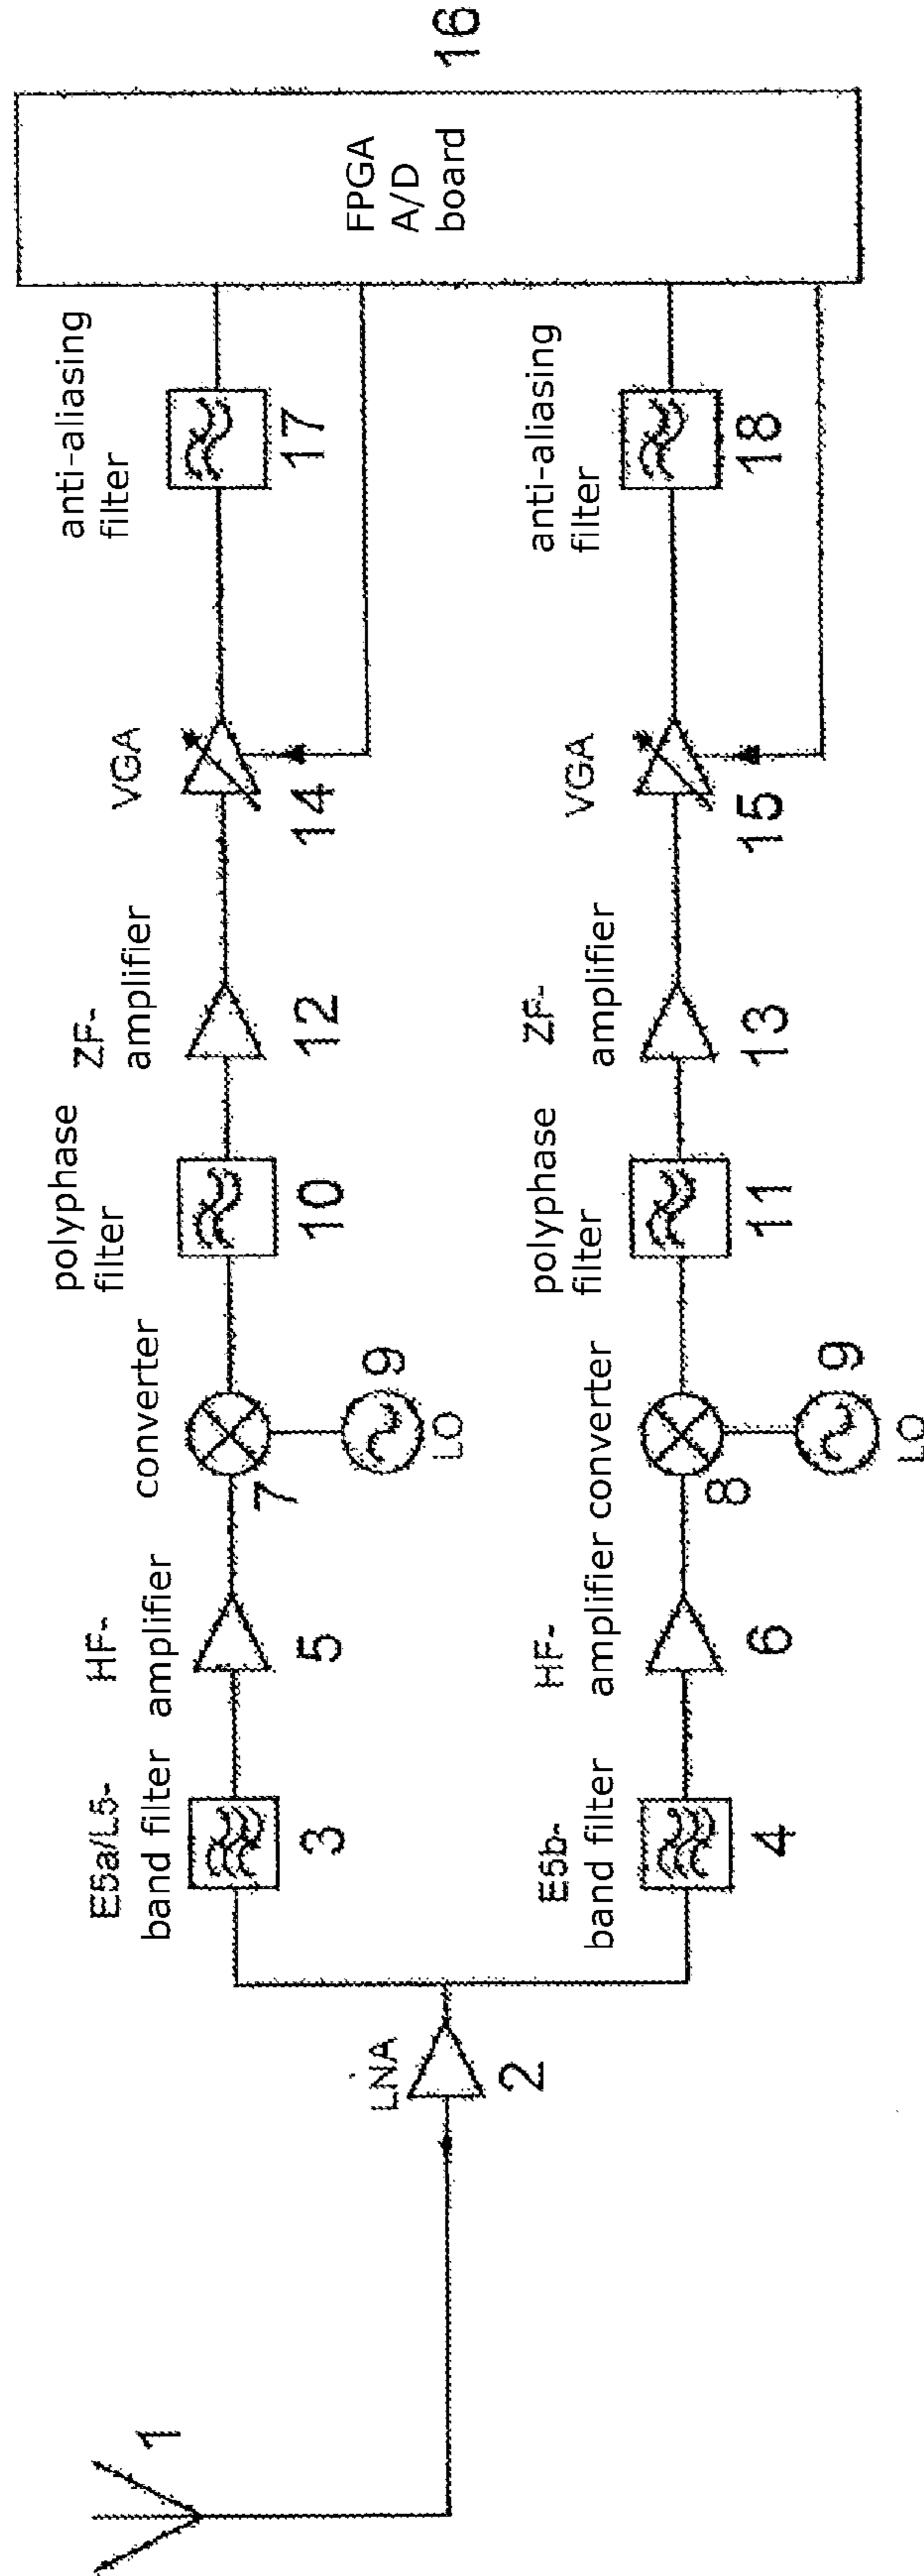 1
LNA
2
E5a/L5-
band filter
3
HF-
amplifier
5
converter
7
9
LO
polyphase
filter
10
ZF-
amplifier
12
VGA
14
anti-aliasing
filter
17
FPGA
A/D
board
16
E5b-
band filter
4
HF-
amplifier
6
converter
8
9
LO
polyphase
filter
11
ZF-
amplifier
13
VGA
15
anti-aliasing
filter
18